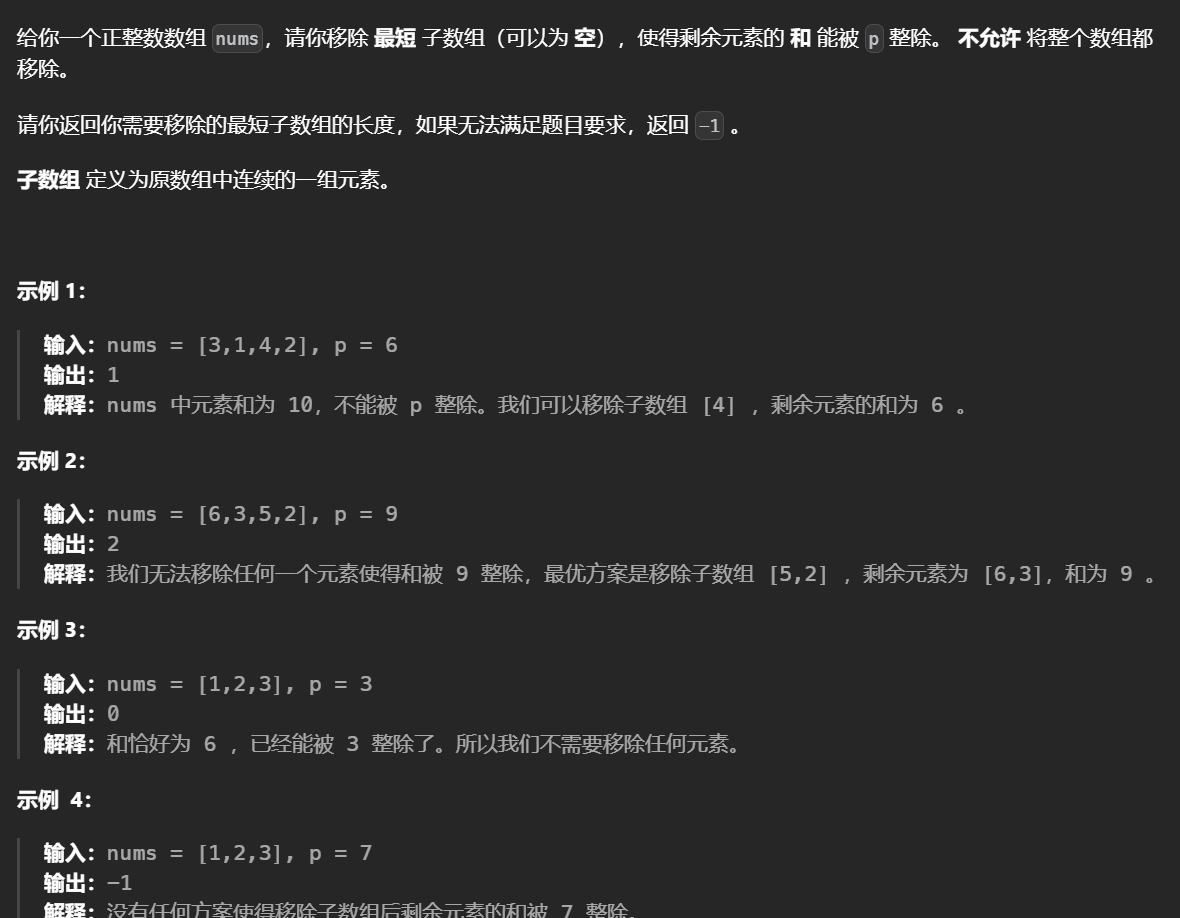 给你一个正整数数组 nums，请你移除 最短 子数组（可以为 空），使得剩余元素的 和 能被 p 整除。 不允许 将整个数组都
移除。
请你返回你需要移除的最短子数组的长度，如果无法满足题目要求，返回 -1 。
子数组 定义为原数组中连续的一组元素。
示例 1：
输入：nums = [3,1,4,2], p = 6
输出：1
解释：nums 中元素和为 10，不能被 p 整除。我们可以移除子数组 [4] ，剩余元素的和为 6 。
示例 2：
输入：nums = [6,3,5,2], p = 9
输出：2
解释：我们无法移除任何一个元素使得和被 9 整除，最优方案是移除子数组 [5,2] ，剩余元素为 [6,3]，和为 9 。
示例 3：
输入：nums = [1,2,3], p = 3
输出：0
解释：和恰好为 6 ，已经能被 3 整除了。所以我们不需要移除任何元素。
示例  4：
输入：nums = [1,2,3], p = 7
输出：-1
解释：没有任何方案使得移除子数组后剩余元素的和被 7 整除。